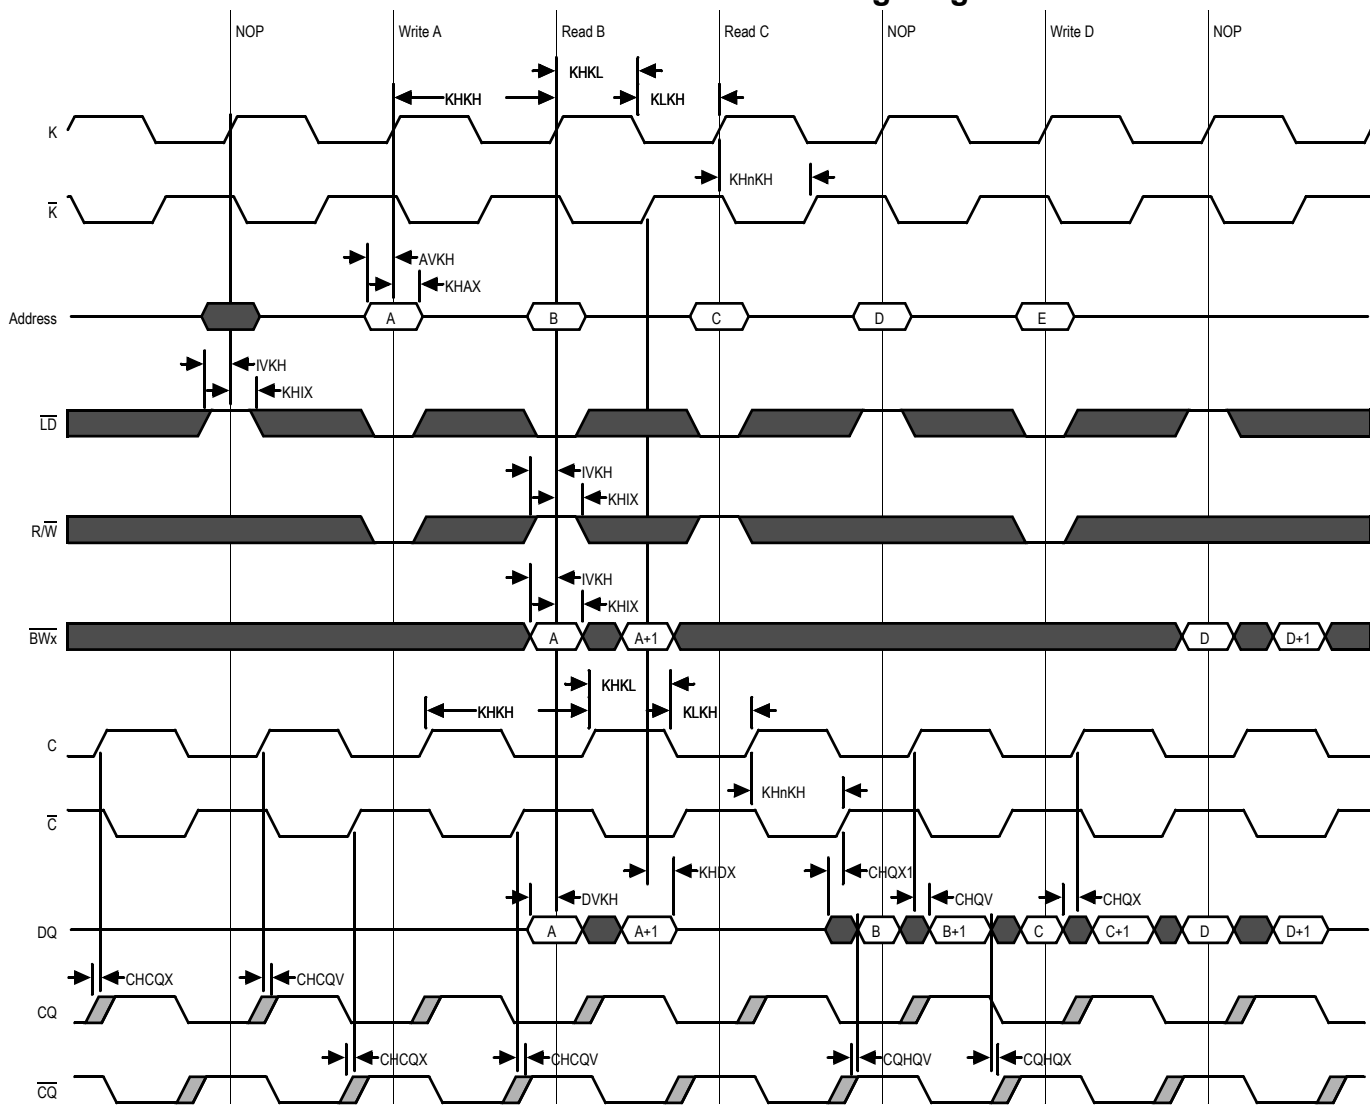 NOP Write A Read B Read C NOP Write D NOP
KHKL
KHKH KLKH
K
KHnKH
K
AVKH
KHAX
Address A B C D E
IVKH
KHIX
LD
IVKH
KHIX
R/W
IVKH
KHIX
BWx A A+1 D D+1
KHKL
KHKH KLKH
C
KHnKH
C
KHDX CHQX1
DVKH CHQV CHQX
DQ A A+1 B B+1 C C+1 D D+1
CHCQX CHCQV
CQ
CHCQX CHCQV CQHQV CQHQX
CQ